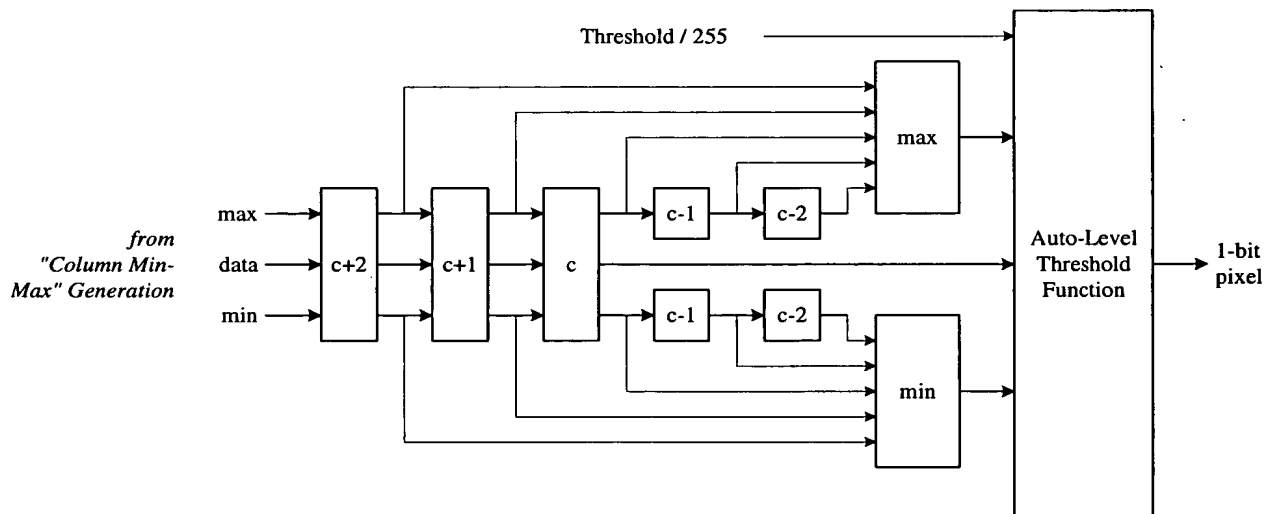 Threshold / 255
max
max
from
"Column Min-
Max" Generation
data
min
c+2
c+1
c
c-1
c-2
c-1
c-2
min
Auto-Level
Threshold
Function
1-bit
pixel